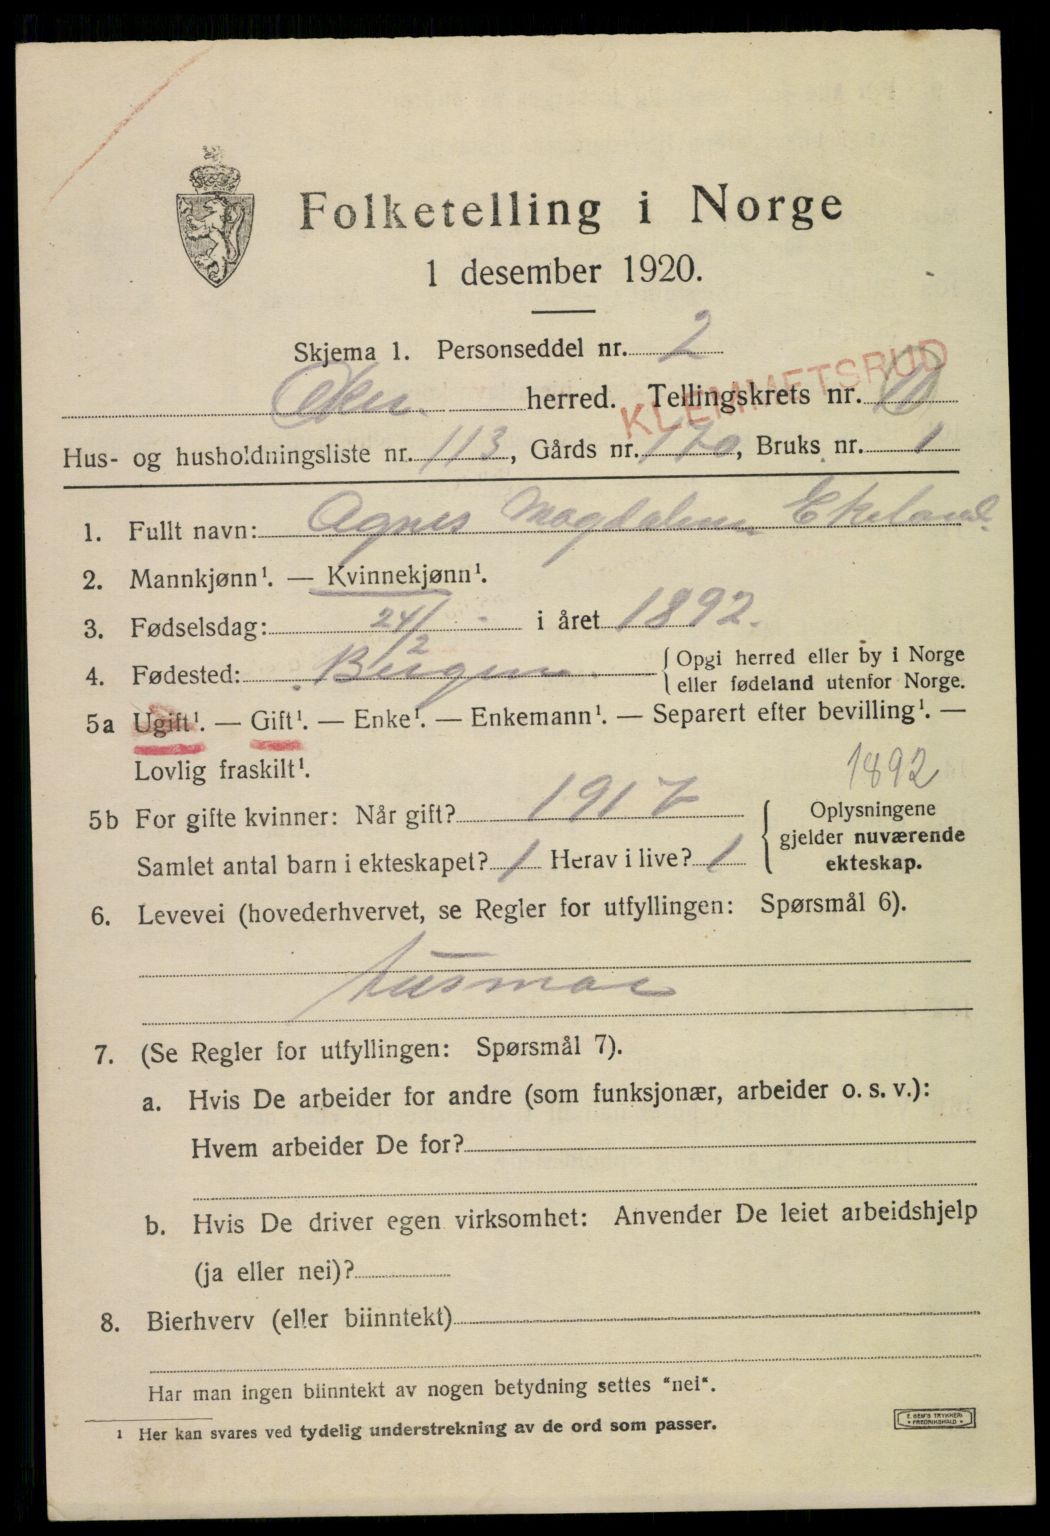 Folketelling i Norge
1 desember 1920.
Skjema 1. Personseddel nr. 2
Aker. herred. Tellingskrets nr. 10
KLEMMETSRUD
Hus- og husholdningsliste nr. 113, Gårds nr. 170, Bruks nr. 1
1. Fullt navn: Agnes Magdalene Ekeland.
2. Mannkjønn¹. — Kvinnekjønn¹.
3. Fødselsdag: 24/2 i året 1892.
4. Fødested: Bergen. { Opgi herred eller by i Norge
eller fødeland utenfor Norge.
5a Ugift¹. — Gift¹. — Enke¹. — Enkemann¹. — Separert efter bevilling¹. —
Lovlig fraskilt¹.
1892
5b For gifte kvinner: Når gift? 1917 { Oplysningene
gjelder nuværende
Samlet antal barn i ekteskapet? 1 Herav i live? 1 ekteskap.
6. Levevei (hovederhvervet, se Regler for utfyllingen: Spørsmål 6).
Husmor
7. (Se Regler for utfyllingen: Spørsmål 7).
a. Hvis De arbeider for andre (som funksjonær, arbeider o. s. v.):
Hvem arbeider De for?
b. Hvis De driver egen virksomhet: Anvender De leiet arbeidshjelp
(ja eller nei)?
8. Bierhverv (eller biinntekt)
Har man ingen biinntekt av nogen betydning settes "nei".
¹ Her kan svares ved tydelig understrekning av de ord som passer.
E. SEM'S TRYKKERI
FREDRIKSHALD